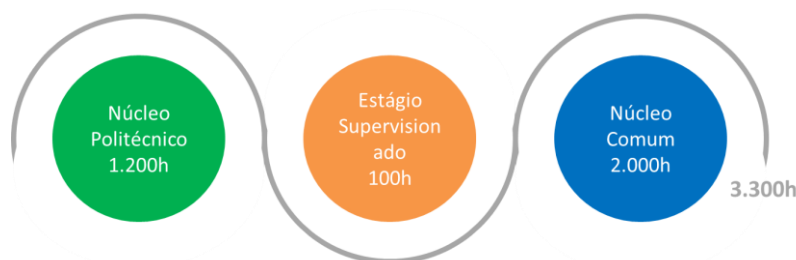 Núcleo
Politécnico
1.200h
Estágio
Supervision
ado
100h
Núcleo
Comum
2.000h
3.300h